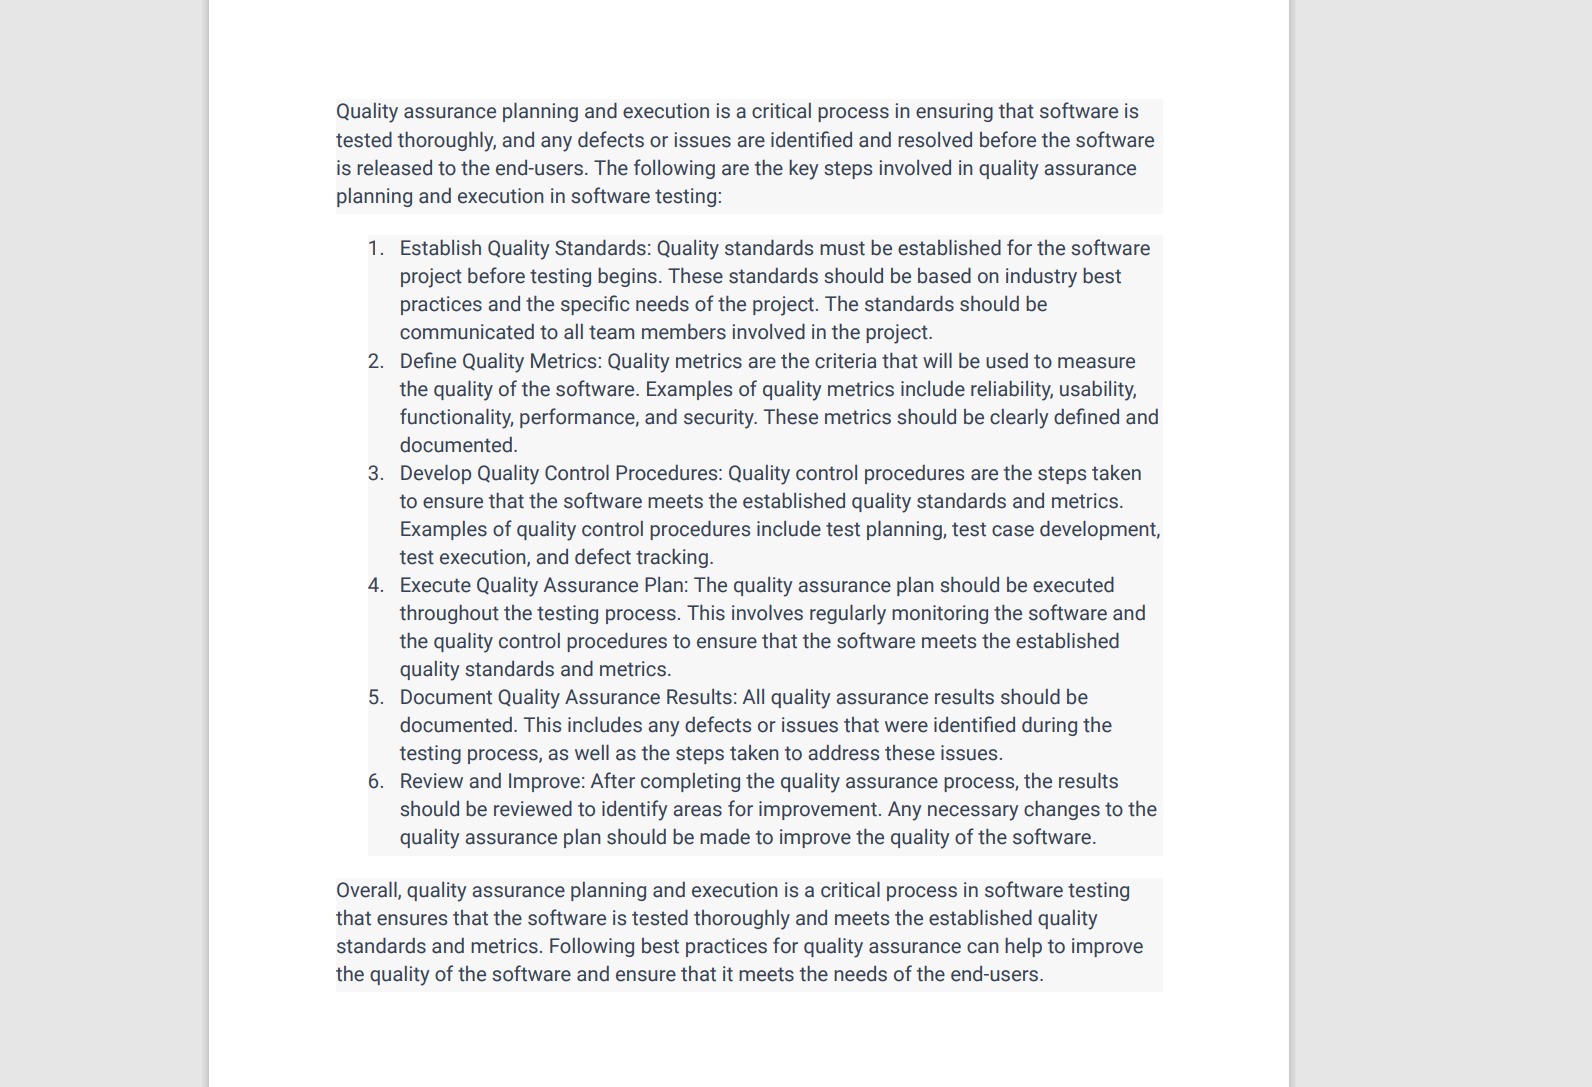 Quality assurance planning and execution is a critical process in ensuring that software is
tested thoroughly, and any defects or issues are identified and resolved before the software
is released to the end-users. The following are the key steps involved in quality assurance
planning and execution in software testing:
1. Establish Quality Standards: Quality standards must be established for the software
project before testing begins. These standards should be based on industry best
practices and the specific needs of the project. The standards should be
communicated to all team members involved in the project.
2. Define Quality Metrics: Quality metrics are the criteria that will be used to measure
the quality of the software. Examples of quality metrics include reliability, usability,
functionality, performance, and security. These metrics should be clearly defined and
documented.
3. Develop Quality Control Procedures: Quality control procedures are the steps taken
to ensure that the software meets the established quality standards and metrics.
Examples of quality control procedures include test planning, test case development,
test execution, and defect tracking.
4. Execute Quality Assurance Plan: The quality assurance plan should be executed
throughout the testing process. This involves regularly monitoring the software and
the quality control procedures to ensure that the software meets the established
quality standards and metrics.
5. Document Quality Assurance Results: All quality assurance results should be
documented. This includes any defects or issues that were identified during the
testing process, as well as the steps taken to address these issues.
6. Review and Improve: After completing the quality assurance process, the results
should be reviewed to identify areas for improvement. Any necessary changes to the
quality assurance plan should be made to improve the quality of the software.
Overall, quality assurance planning and execution is a critical process in software testing
that ensures that the software is tested thoroughly and meets the established quality
standards and metrics. Following best practices for quality assurance can help to improve
the quality of the software and ensure that it meets the needs of the end-users.